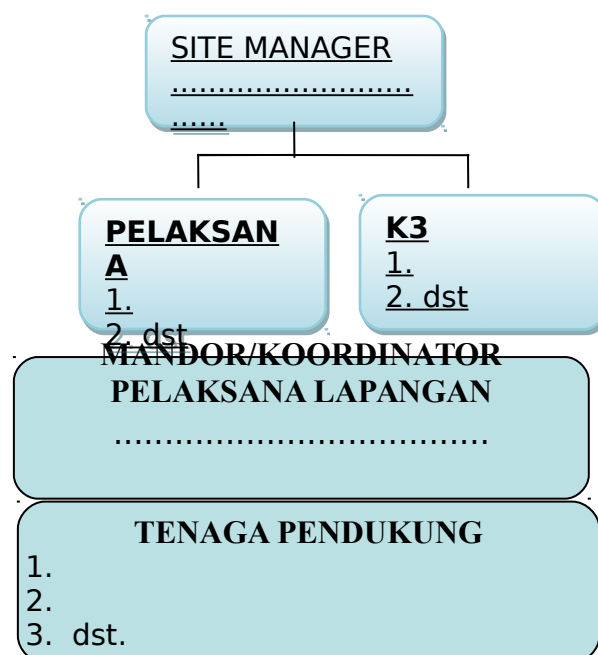 SITE MANAGER
..........................
......
PELAKSAN
A
1.
2. dst
K3
1.
2. dst
MANDOR/KOORDINATOR
PELAKSANA LAPANGAN
.....................................
TENAGA PENDUKUNG
1.
2.
3. dst.